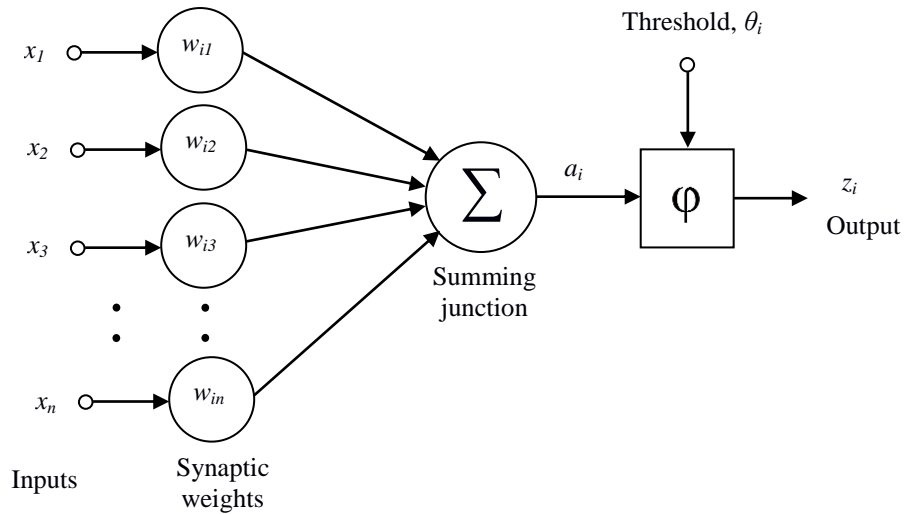 Threshold, θi
x1
wi1
x2
wi2
x3
wi3
xn
win
Σ
ai
φ
zi
Output
Summing
junction
Inputs
Synaptic
weights